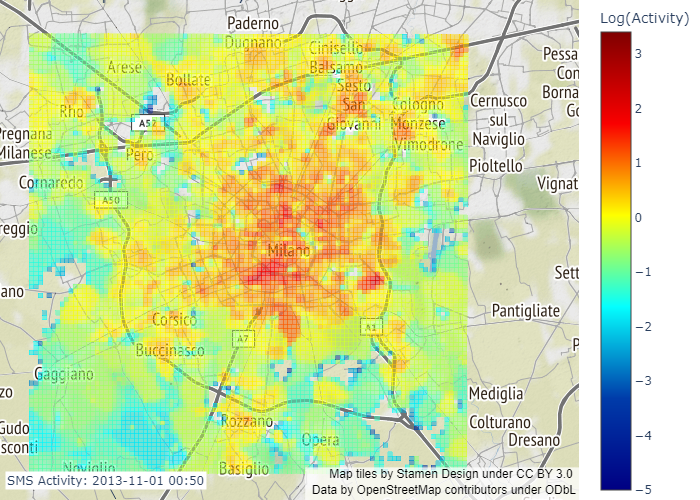 Paderno
Dugnano
Cinisello
Balsamo
Arese
Bollate
Sesto
San
Giovanni
Cologno
Monzese
Vimodrone
Rho
A52
Pero
Pregnana
Milanese
Cornaredo
A50
reggio
ano
Milano
Cernusco
sul
Naviglio
Pioltello
Pessa
Con
Borna
Go
Vignat
Sett
Pantigliate
P
Corsico
Buccinasco
A7
A1
Gaggiano
zo
Gudo
sconti
Rozzano
Opera
Noviglio
Basiglio
Mediglia
Colturano
Dresano
Log(Activity)
3
2
1
0
−1
−2
−3
−4
−5
SMS Activity: 2013-11-01 00:50
Map tiles by Stamen Design under CC BY 3.0
Data by OpenStreetMap contributors under ODbL